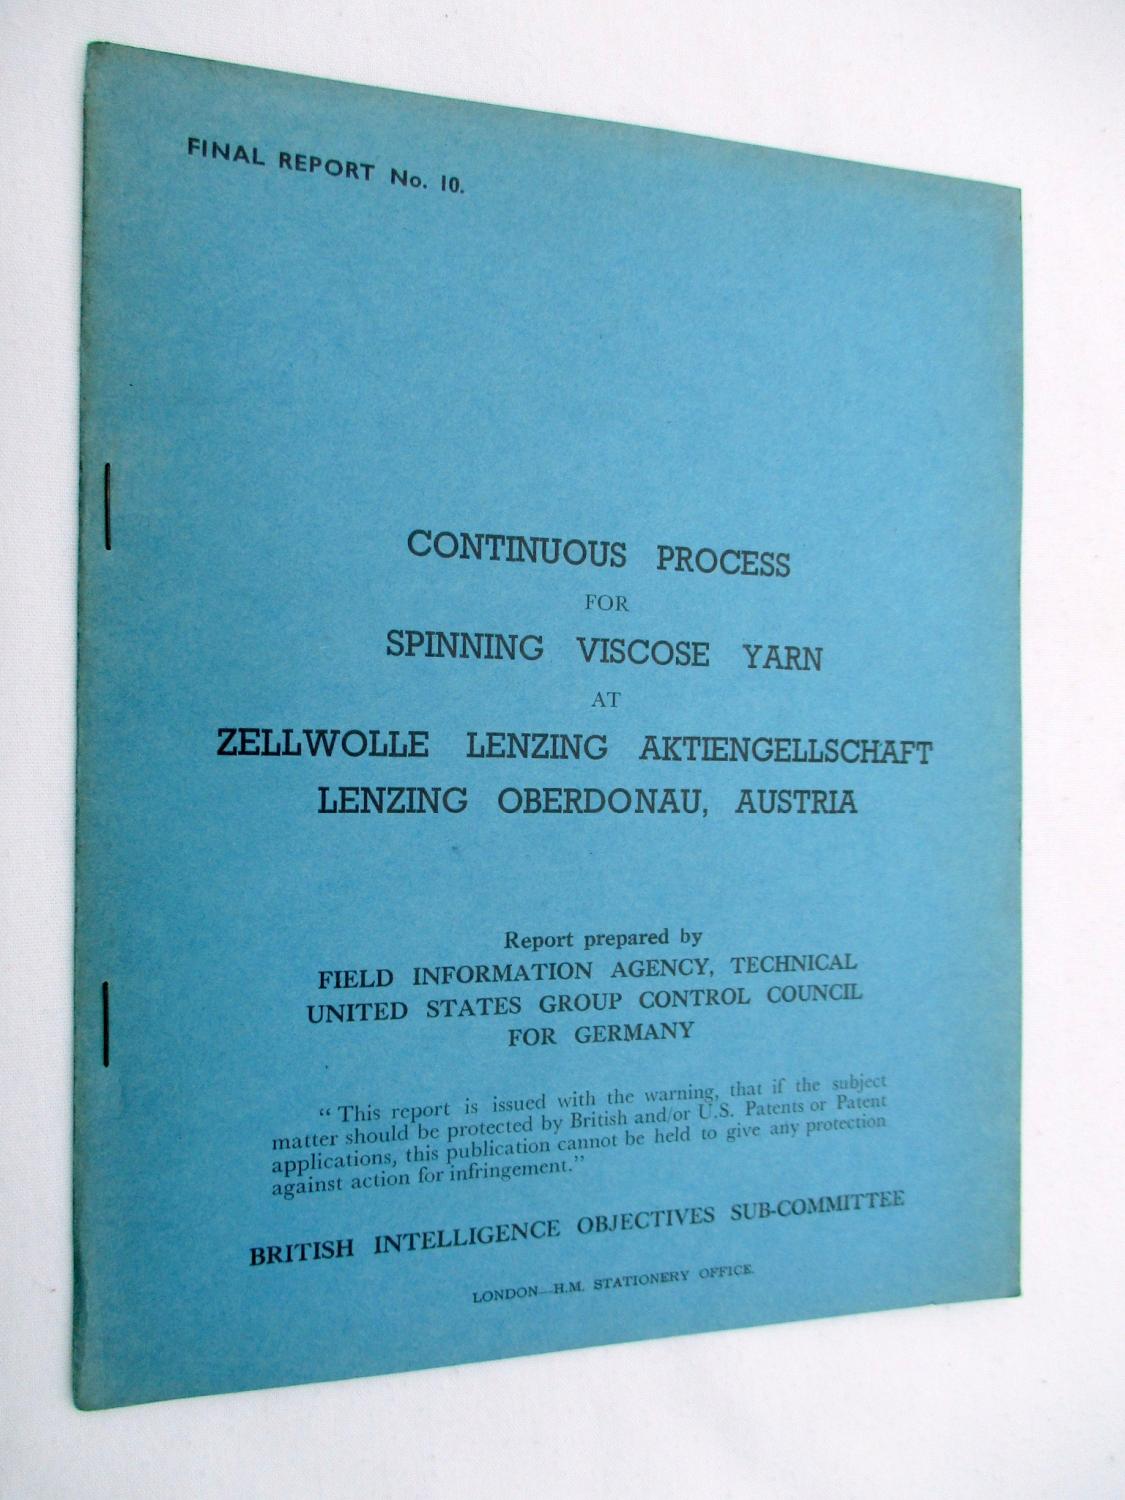 FINAL REPORT No. 10.
CONTINUOUS PROCESS
FOR
SPINNING VISCOSE YARN
AT
ZELLWOLLE LENZING AKTIENGELLSCHAFT
LENZING OBERDONAU, AUSTRIA
Report prepared by
FIELD INFORMATION AGENCY, TECHNICAL
UNITED STATES GROUP CONTROL COUNCIL
FOR GERMANY
“ This report is issued with the warning, that if the subject
matter should be protected by British and/or U.S. Patents or Patent
applications, this publication cannot be held to give any protection
against action for infringement.”
BRITISH INTELLIGENCE OBJECTIVES SUB-COMMITTEE
LONDON—H.M. STATIONERY OFFICE.